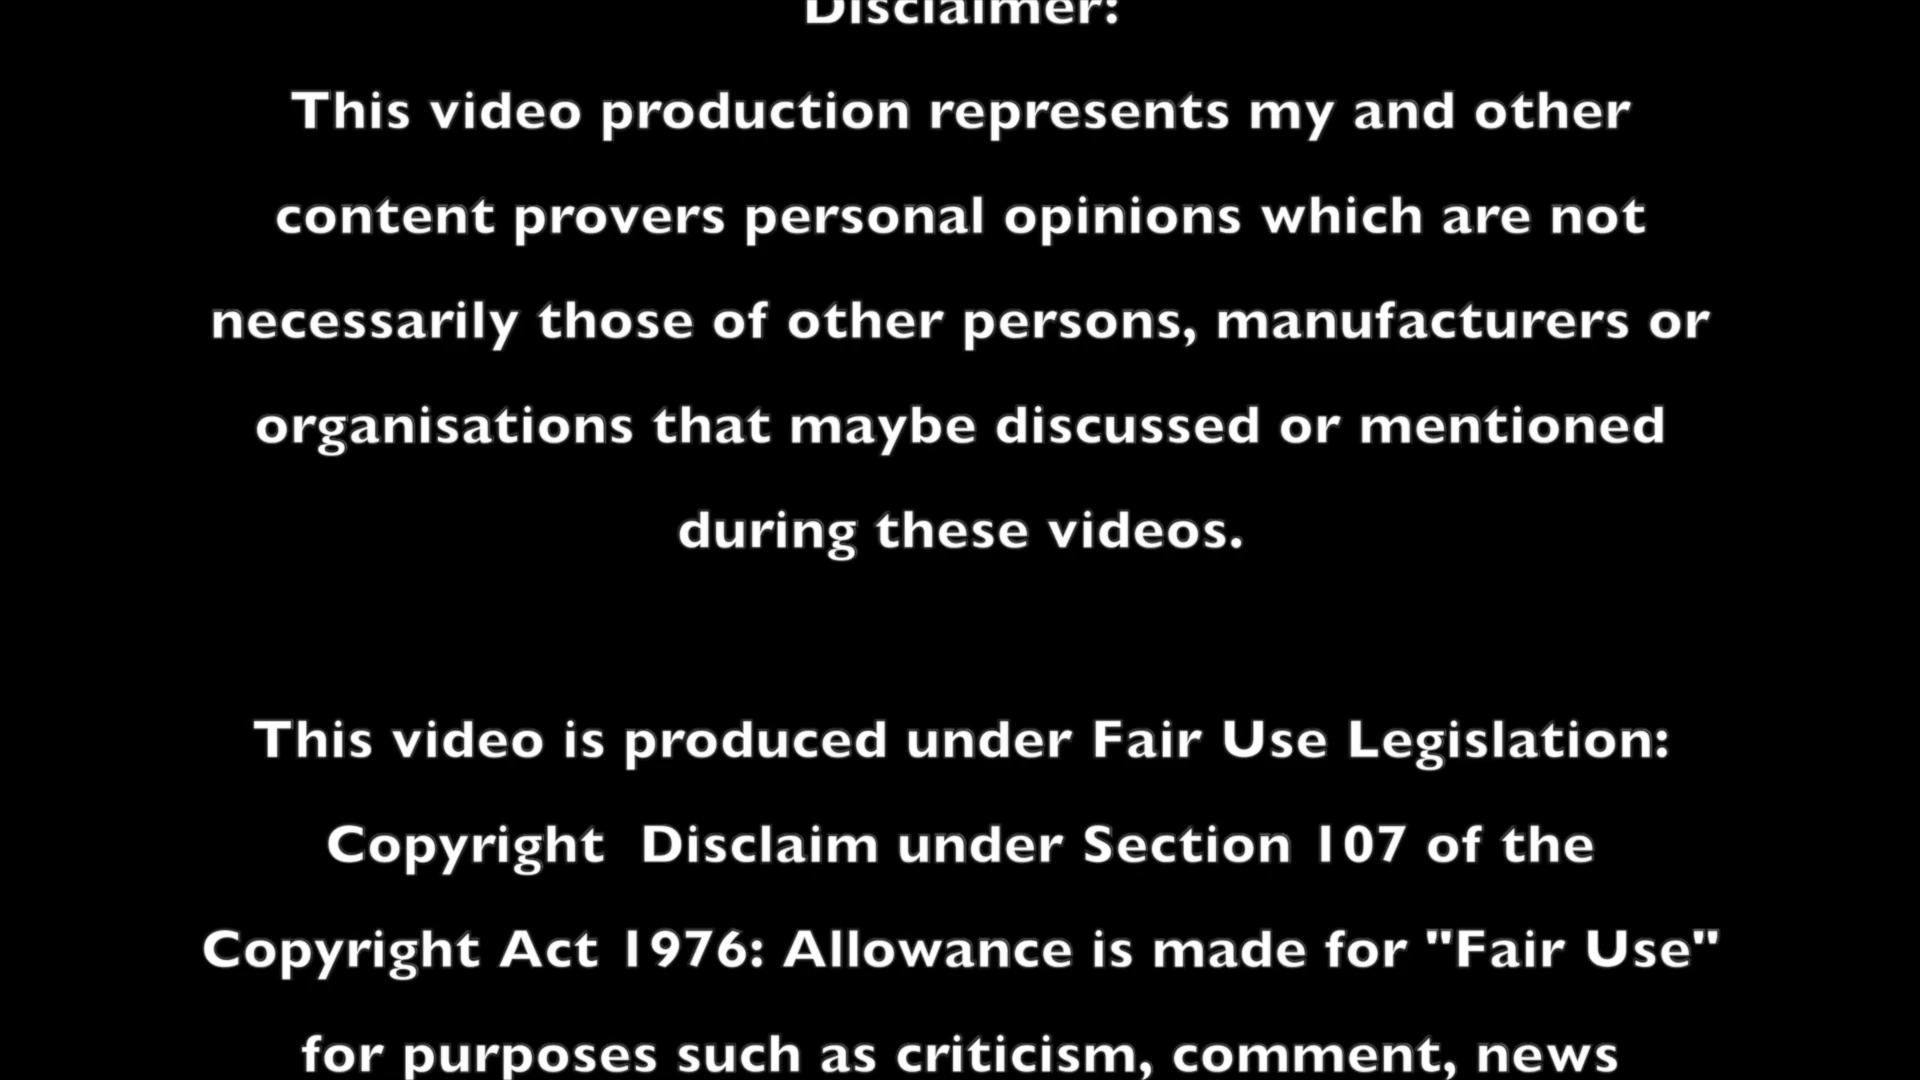 Disclaimer:
This video production represents my and other
content provers personal opinions which are not
necessarily those of other persons, manufacturers or
organisations that maybe discussed or mentioned
during these videos.
This video is produced under Fair Use Legislation:
Copyright  Disclaim under Section 107 of the
Copyright Act 1976: Allowance is made for "Fair Use"
for purposes such as criticism, comment, news